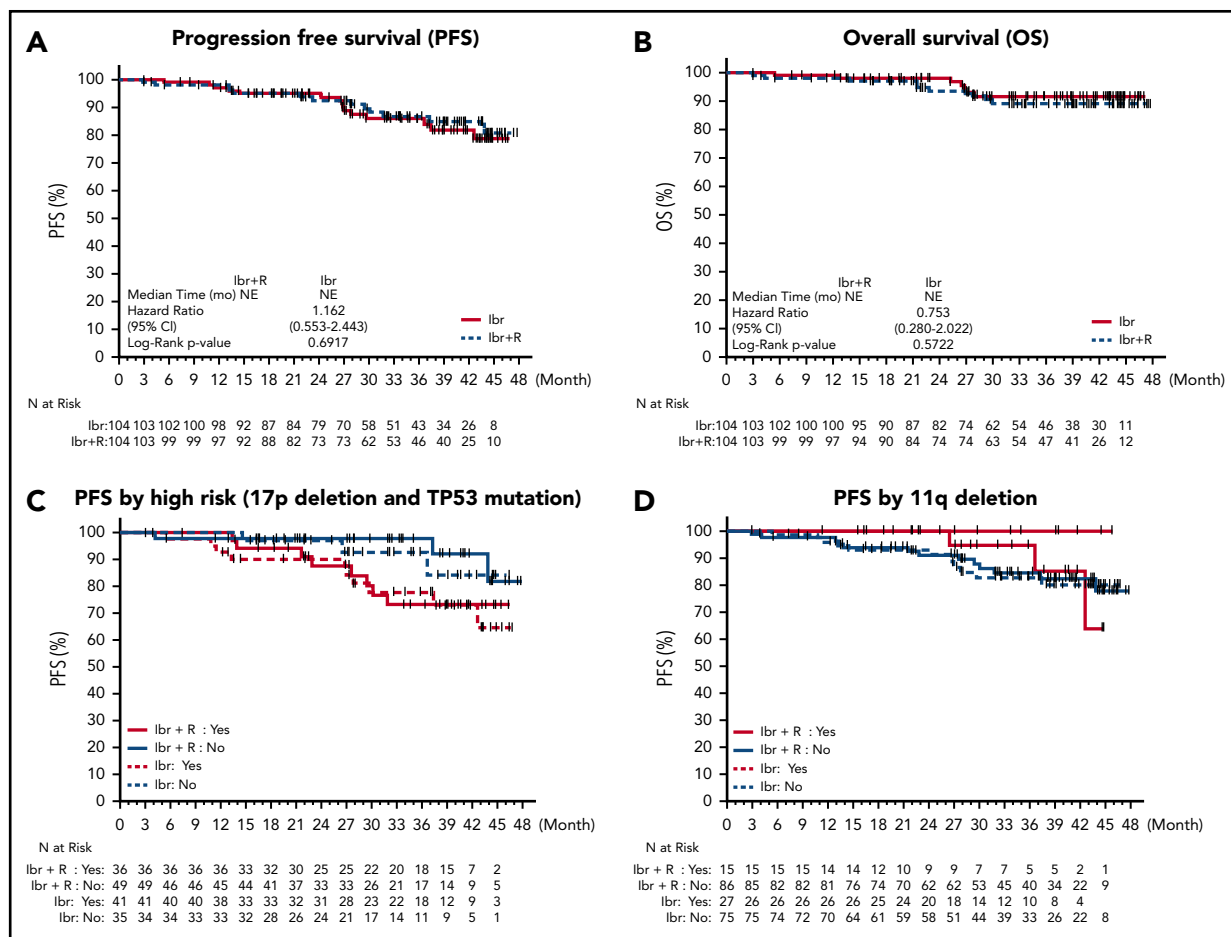 A
Progression free survival (PFS)
100
90
80
70
60
50
40
30
20
10
0
PFS (%)
Ibr+R Ibr
Median Time (mo) NE NE
Hazard Ratio 1.162
(95% CI) (0.553-2.443)
Log-Rank p-value 0.6917
Ibr
Ibr+R
0 3 6 9 12 15 18 21 24 27 30 33 36 39 42 45 48 (Month)
N at Risk
Ibr:104 103 102 100 98 92 87 84 79 70 58 51 43 34 26 8
Ibr+R:104 103 99 99 97 92 88 82 73 73 62 53 46 40 25 10
B
Overall survival (OS)
100
90
80
70
60
50
40
30
20
10
0
OS (%)
Ibr+R Ibr
Median Time (mo) NE NE
Hazard Ratio 0.753
(95% CI) (0.280-2.022)
Log-Rank p-value 0.5722
Ibr
Ibr+R
0 3 6 9 12 15 18 21 24 27 30 33 36 39 42 45 48 (Month)
N at Risk
Ibr:104 103 102 100 100 95 90 87 82 74 62 54 46 38 30 11
Ibr+R:104 103 99 99 97 94 90 84 74 74 63 54 47 41 26 12
C
PFS by high risk (17p deletion and TP53 mutation)
100
90
80
70
60
50
40
30
20
10
0
PFS (%)
Ibr + R : Yes
Ibr + R : No
Ibr: Yes
Ibr: No
0 3 6 9 12 15 18 21 24 27 30 33 36 39 42 45 48 (Month)
N at Risk
Ibr + R : Yes: 36 36 36 36 36 33 32 30 25 25 22 20 18 15 7 2
Ibr + R : No: 49 49 46 46 45 44 41 37 33 33 26 21 17 14 9 5
Ibr: Yes: 41 41 40 40 38 33 33 32 31 28 23 22 18 12 9 3
Ibr: No: 35 34 34 33 33 32 28 26 24 21 17 14 11 9 5 1
D
PFS by 11q deletion
100
90
80
70
60
50
40
30
20
10
0
PFS (%)
Ibr + R : Yes
Ibr + R : No
Ibr: Yes
Ibr: No
0 3 6 9 12 15 18 21 24 27 30 33 36 39 42 45 48 (Month)
N at Risk
Ibr + R : Yes: 15 15 15 15 14 14 12 10 9 9 7 7 5 5 2 1
Ibr + R : No: 86 85 82 82 81 76 74 70 62 62 53 45 40 34 22 9
Ibr: Yes: 27 26 26 26 26 26 25 24 20 18 14 12 10 8 4
Ibr: No: 75 75 74 72 70 64 61 59 58 51 44 39 33 26 22 8